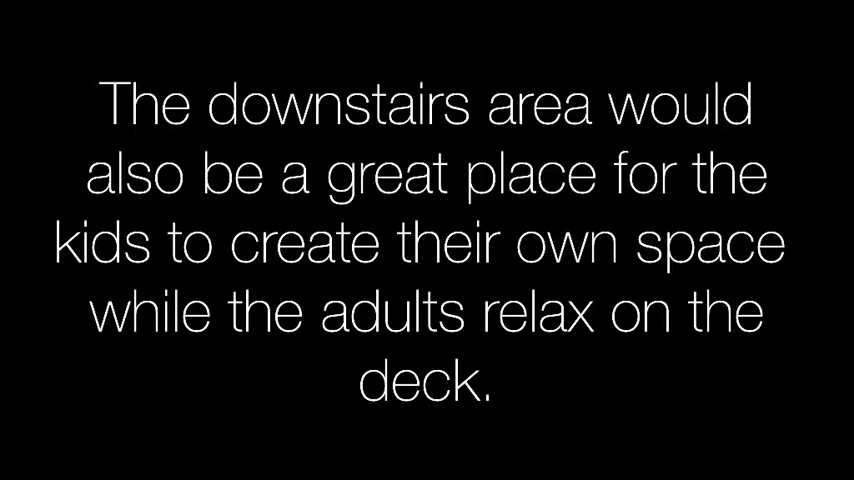 The downstairs area would
also be a great place for the
kids to create their own space
while the adults relax on the
deck.